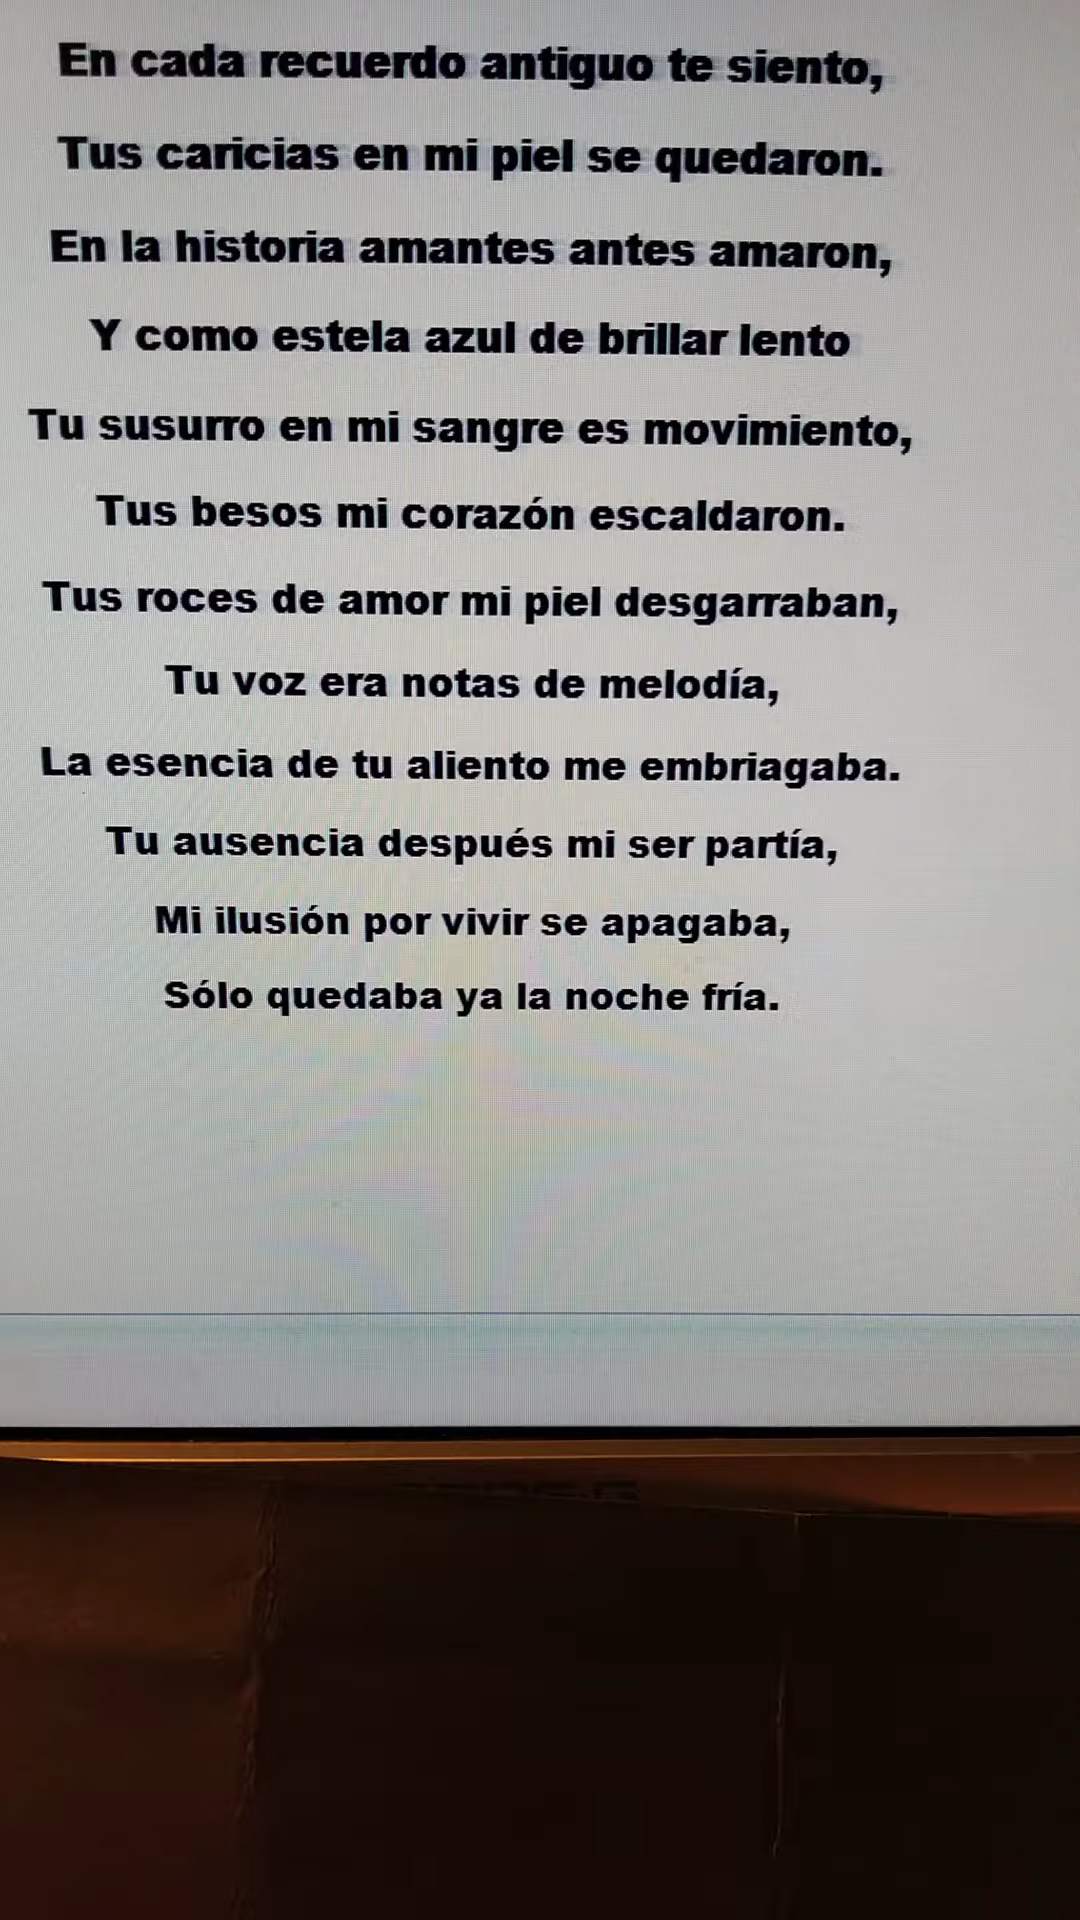 En cada recuerdo antiguo te siento,
Tus caricias en mi piel se quedaron.
En la historia amantes antes amaron,
Y como estela azul de brillar lento
Tu susurro en mi sangre es movimiento,
Tus besos mi corazón escaldaron.
Tus roces de amor mi piel desgarraban,
Tu voz era notas de melodía,
La esencia de tu aliento me embriagaba.
Tu ausencia después mi ser partía,
Mi ilusión por vivir se apagaba,
Sólo quedaba ya la noche fría.